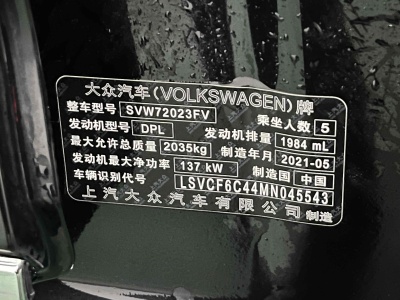 大众汽车(VOLKSWAGEN)牌
整车型号 SVW72023FV 乘坐人数 5
发动机型号 DPL 发动机排量 1984 mL
最大允许总质量 2035kg 制造年月 2021-05
发动机最大净功率 137 kW 制造国 中国
车辆识别代号 LSVCF6C44MN045543
上汽大众汽车有限公司 制造